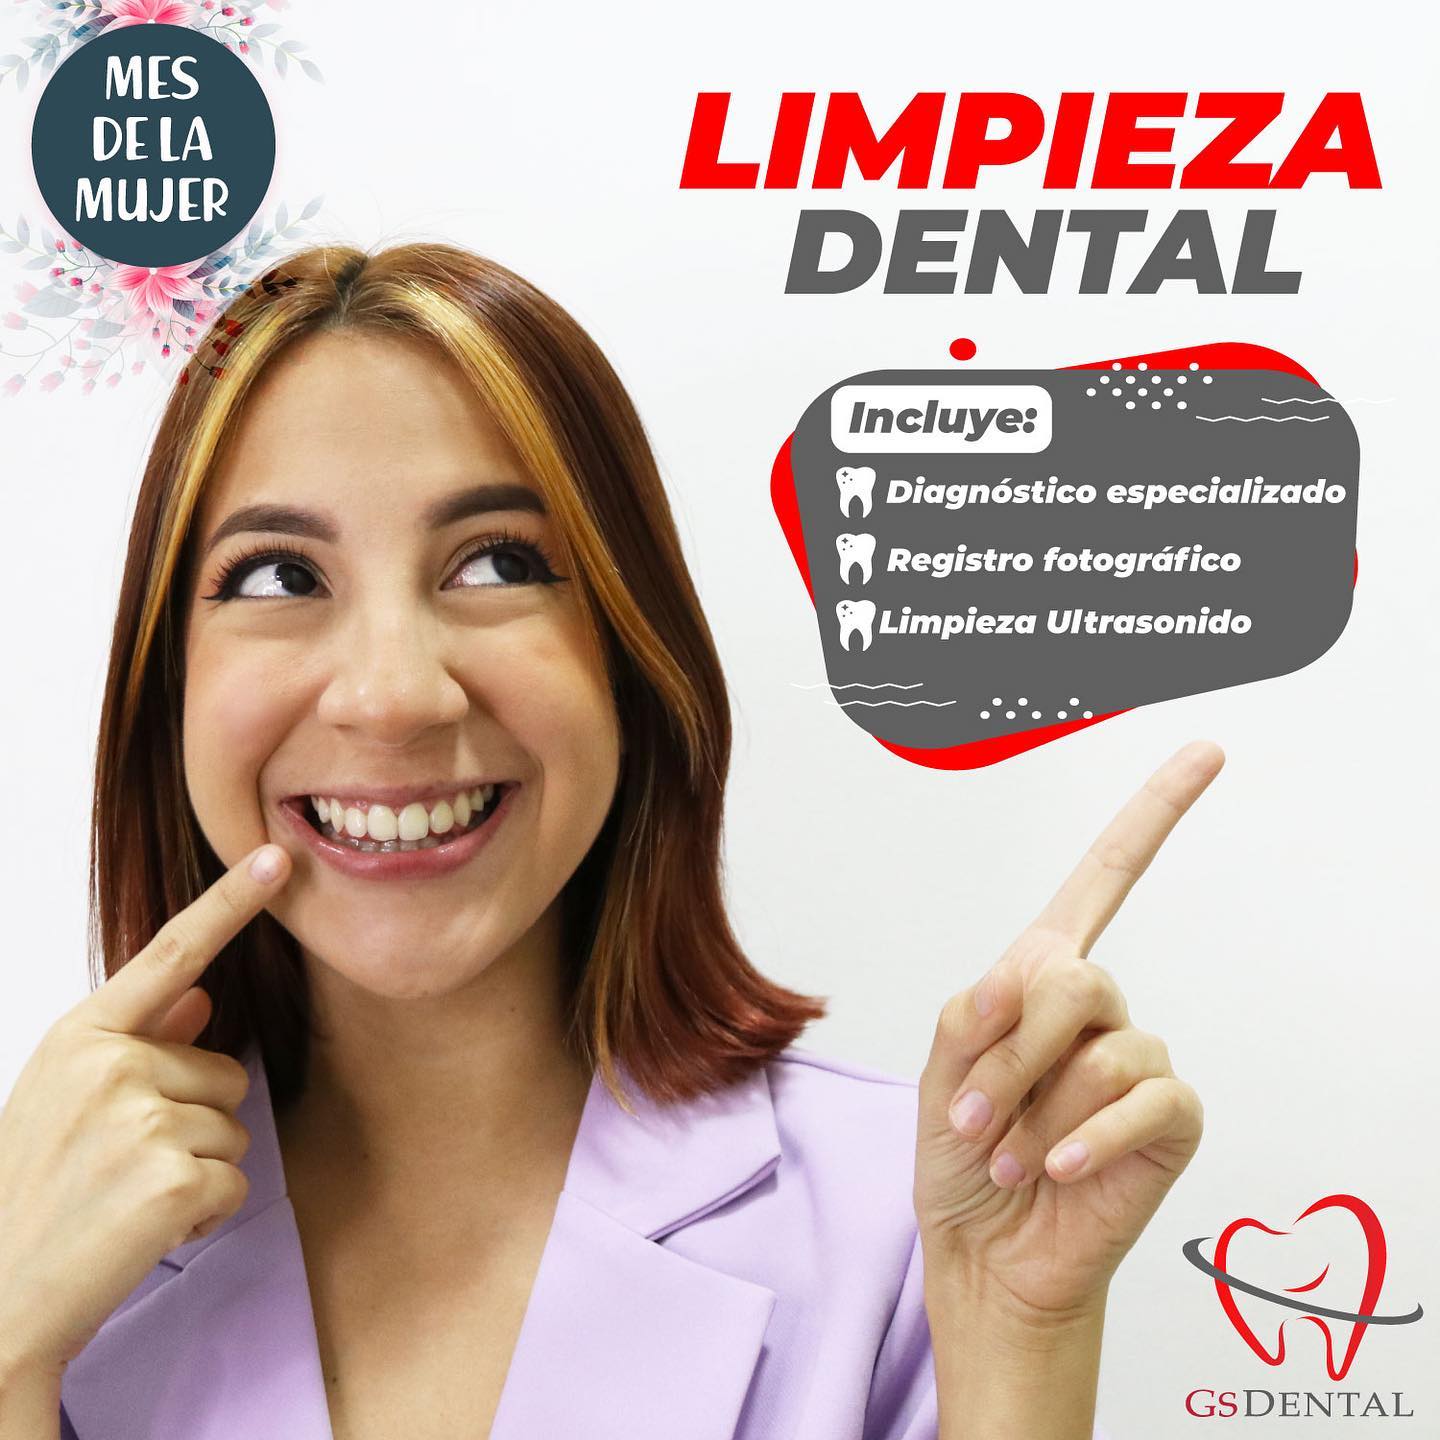 MES
DE LA
MUJER
LIMPIEZA
DENTAL
Incluye:
Diagnóstico especializado
Registro fotográfico
Limpieza Ultrasonido
GSDENTAL